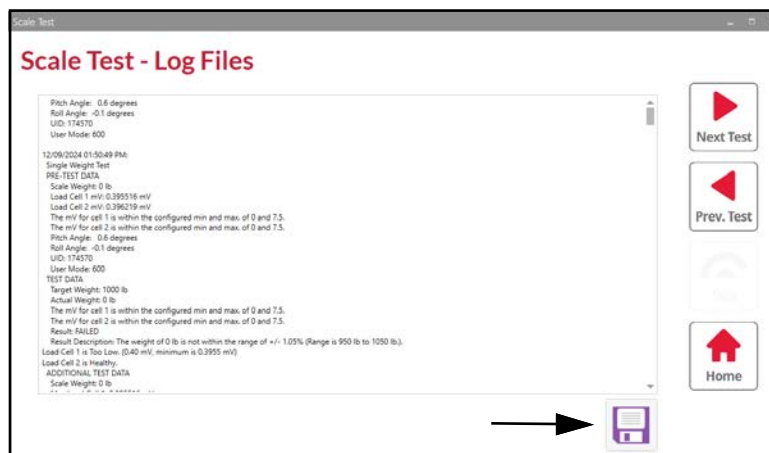 Scale Test
Scale Test - Log Files
Pitch Angle: 0.6 degrees
Roll Angle: -0.1 degrees
UID: 174570
User Mode: 600
12/09/2024 01:50:49 PM:
Single Weight Test
PRE-TEST DATA
Scale Weight: 0 lb
Load Cell 1 mV: 0.395516 mV
Load Cell 2 mV: 0.396219 mV
The mV for cell 1 is within the configured min and max. of 0 and 7.5.
The mV for cell 2 is within the configured min and max. of 0 and 7.5.
Pitch Angle: 0.6 degrees
Roll Angle: -0.1 degrees
UID: 174570
User Mode: 600
TEST DATA
Target Weight: 1000 lb
Actual Weight: 0 lb
The mV for cell 1 is within the configured min and max. of 0 and 7.5.
The mV for cell 2 is within the configured min and max. of 0 and 7.5.
Result: FAILED
Result Description: The weight of 0 lb is not within the range of +/- 1.05% (Range is 950 lb to 1050 lb.).
Load Cell 1 is Too Low. (0.40 mV, minimum is 0.3955 mV)
Load Cell 2 is Healthy.
ADDITIONAL TEST DATA
Scale Weight: 0 lb
Next Test
Prev. Test
Home